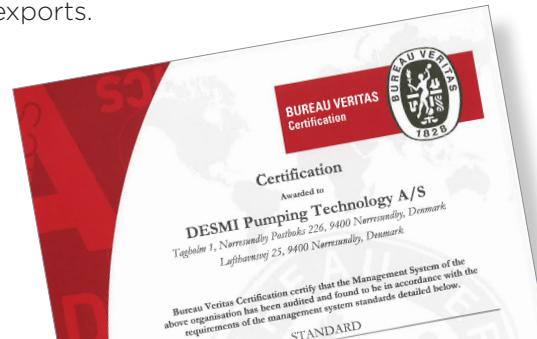 exports.
BUREAU VERITAS
Certification
BUREAU VERITAS
1828
Certification
Awarded to
DESMI Pumping Technology A/S
Tagholm 1, Nørresundby Postboks 226, 9400 Nørresundby, Denmark
Lufthavnsvej 25, 9400 Nørresundby, Denmark
Bureau Veritas Certification certify that the Management System of the
above organisation has been audited and found to be in accordance with the
requirements of the management system standards detailed below.
STANDARD